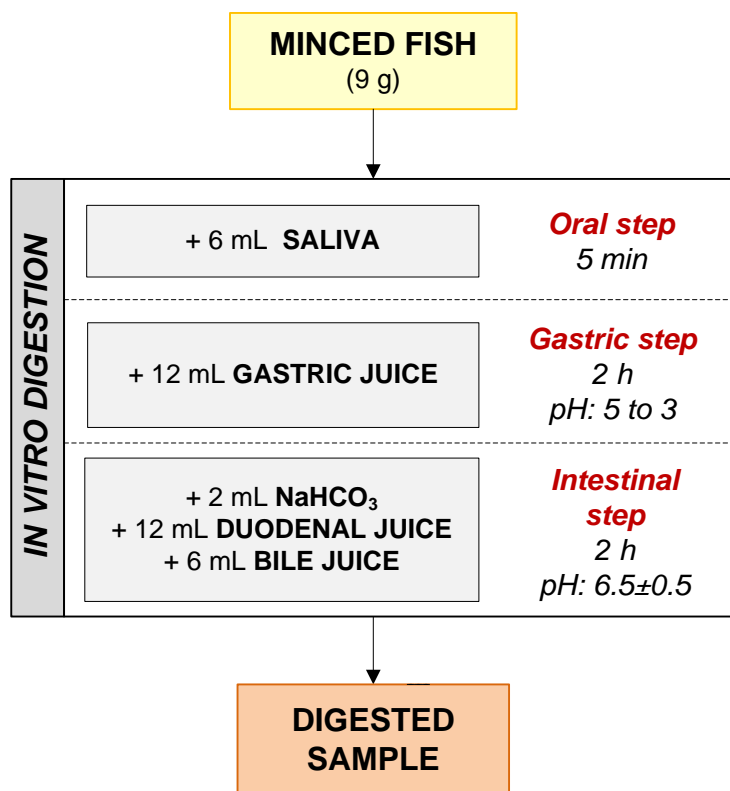 MINCED FISH
(9 g)
IN VITRO DIGESTION
+ 6 mL SALIVA
Oral step
5 min
+ 12 mL GASTRIC JUICE
Gastric step
2 h
pH: 5 to 3
+ 2 mL NaHCO₃
+ 12 mL DUODENAL JUICE
+ 6 mL BILE JUICE
Intestinal
step
2 h
pH: 6.5±0.5
DIGESTED
SAMPLE